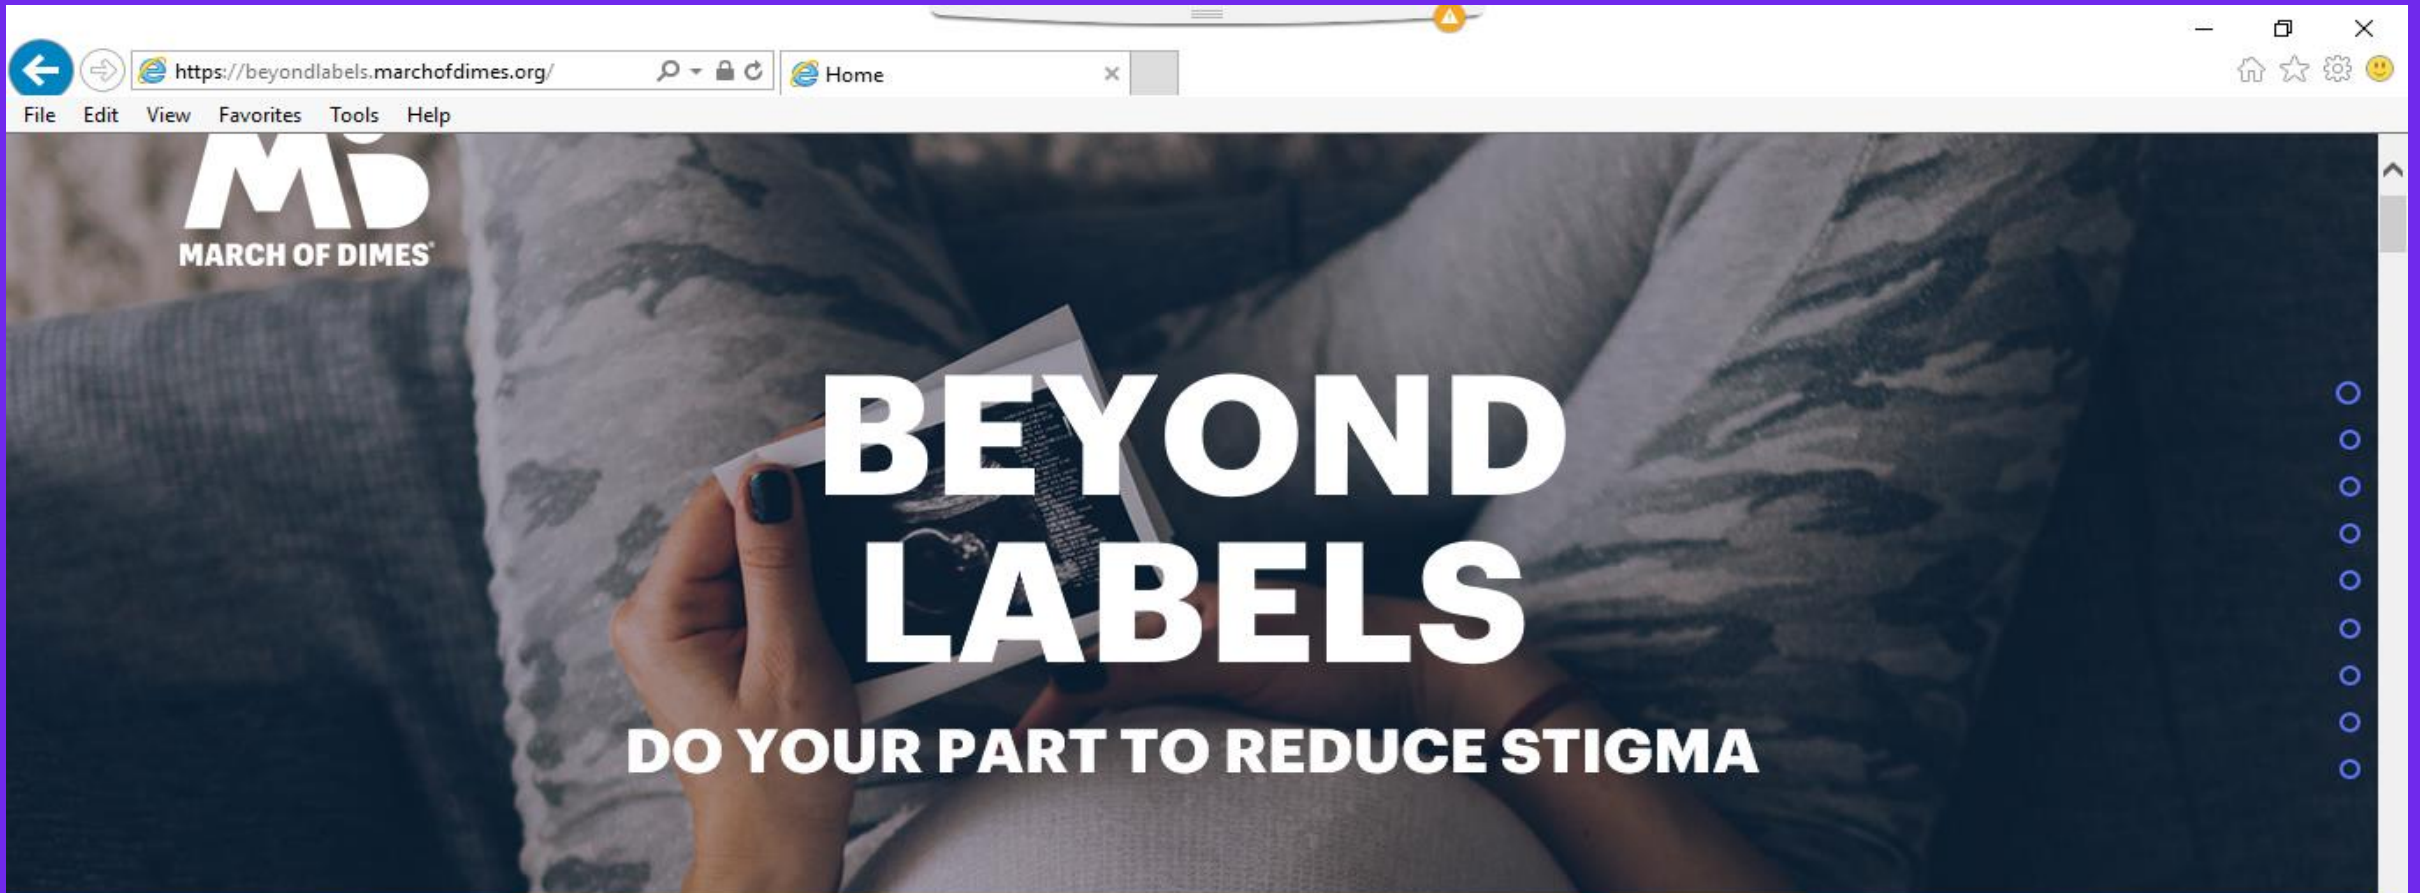 https://beyondlabels.marchofdimes.org/
Home
File Edit View Favorites Tools Help
MARCH OF DIMES®
BEYOND
LABELS
DO YOUR PART TO REDUCE STIGMA